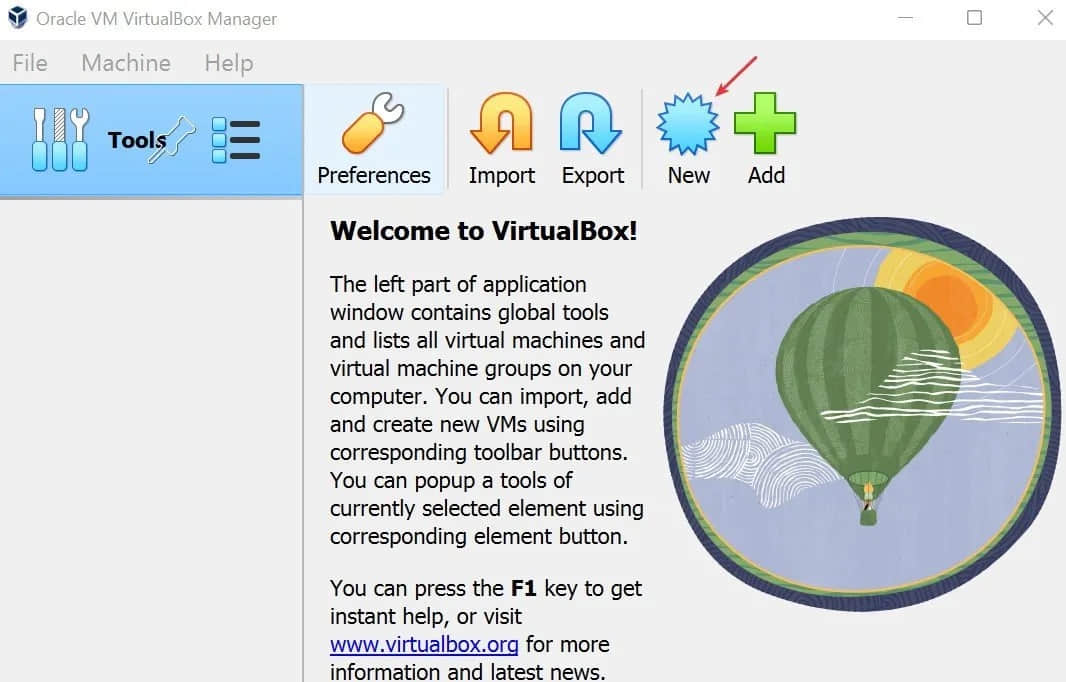 Oracle VM VirtualBox Manager
File Machine Help
Tools
Preferences Import Export New Add
Welcome to VirtualBox!
The left part of application
window contains global tools
and lists all virtual machines and
virtual machine groups on your
computer. You can import, add
and create new VMs using
corresponding toolbar buttons.
You can popup a tools of
currently selected element using
corresponding element button.
You can press the F1 key to get
instant help, or visit
www.virtualbox.org for more
information and latest news.